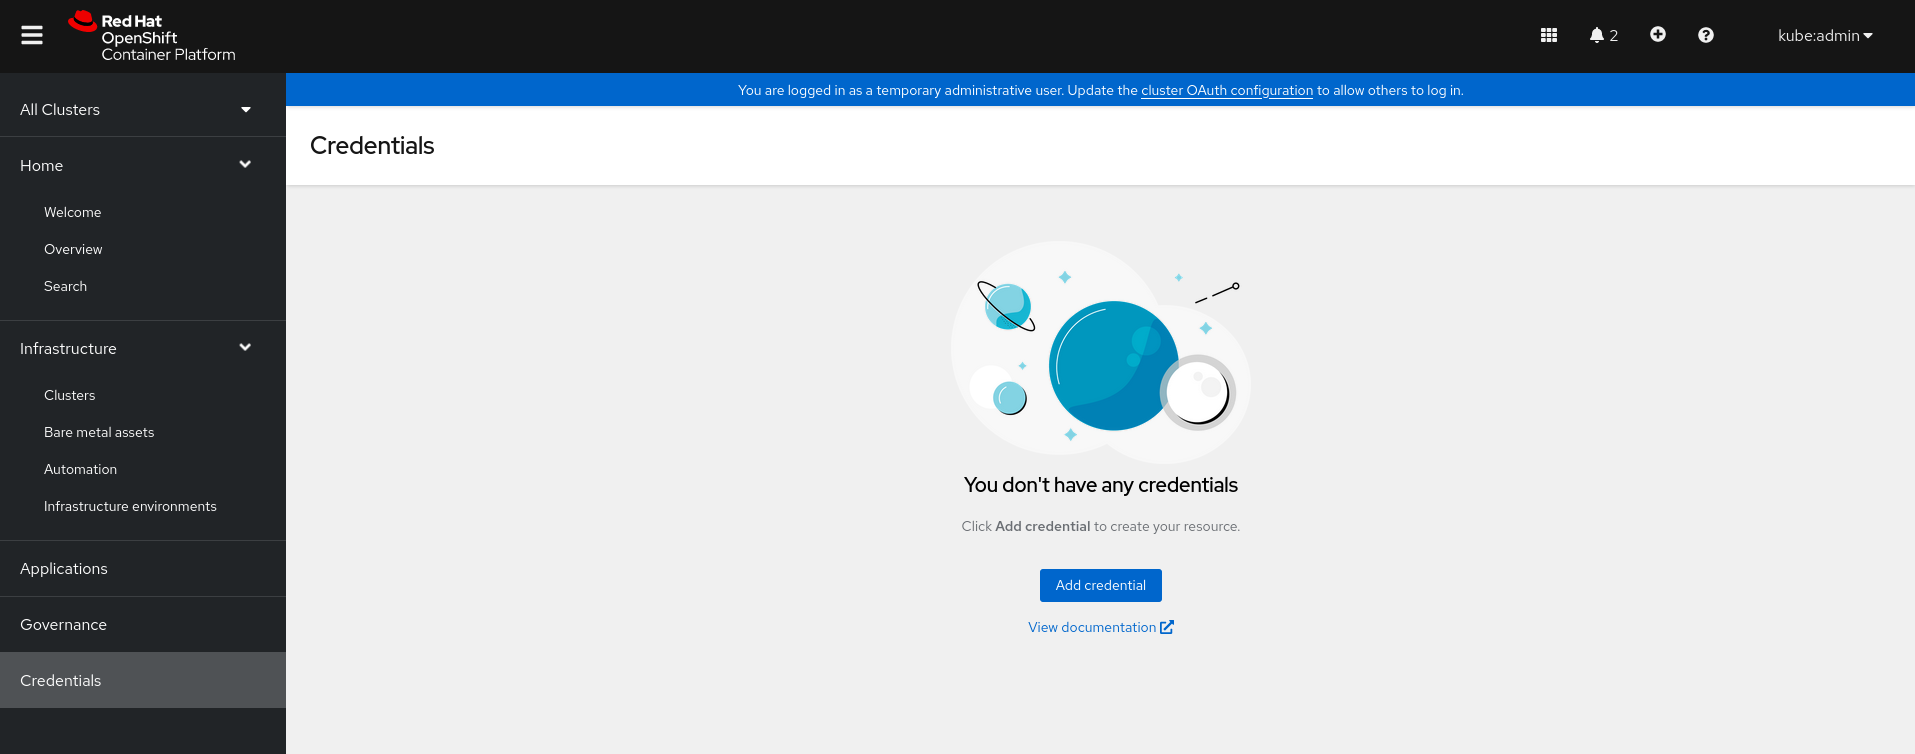 Red Hat
OpenShift
Container Platform
2
kube:admin
You are logged in as a temporary administrative user. Update the cluster OAuth configuration to allow others to log in.
All Clusters
Home
Welcome
Overview
Search
Infrastructure
Clusters
Bare metal assets
Automation
Infrastructure environments
Applications
Governance
Credentials
Credentials
You don't have any credentials
Click Add credential to create your resource.
Add credential
View documentation